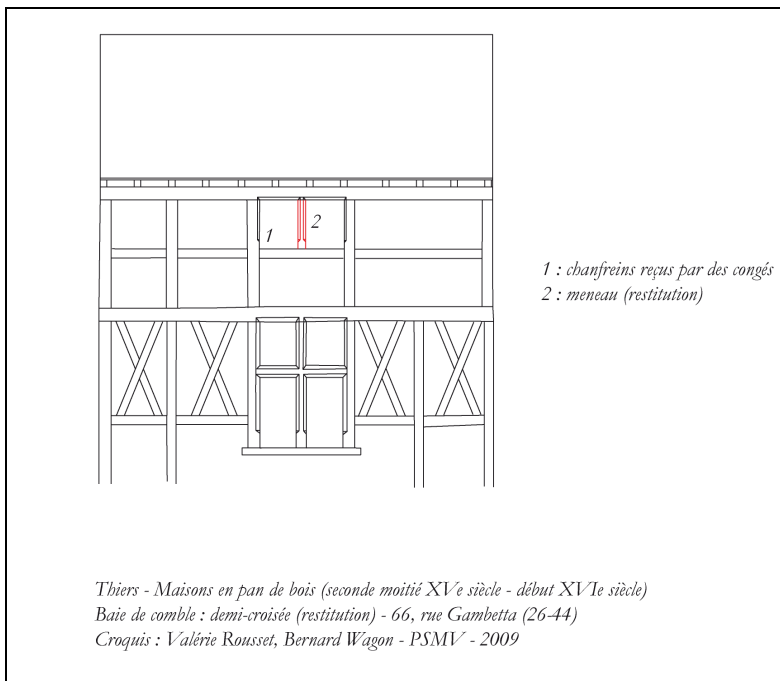 1
2
1 : chanfreins reçus par des congés
2 : meneau (restitution)
Thiers - Maisons en pan de bois (seconde moitié XVe siècle - début XVIe siècle)
Baie de comble : demi-croisée (restitution) - 66, rue Gambetta (26-44)
Croquis : Valérie Rousset, Bernard Wagon - PSMV - 2009